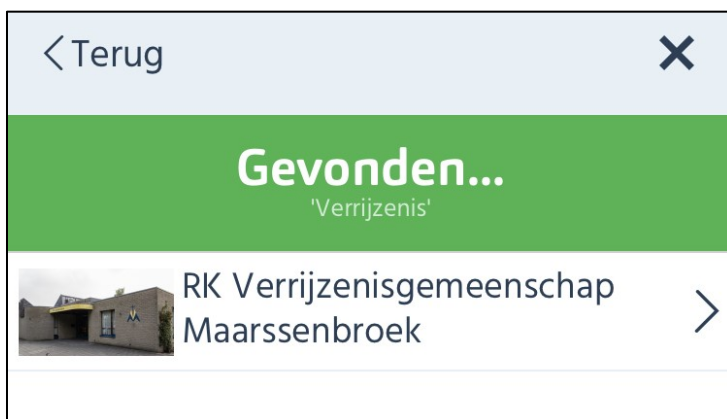 Terug
Gevonden...
'Verrijzenis'
RK Verrijzenisgemeenschap
Maarssenbroek